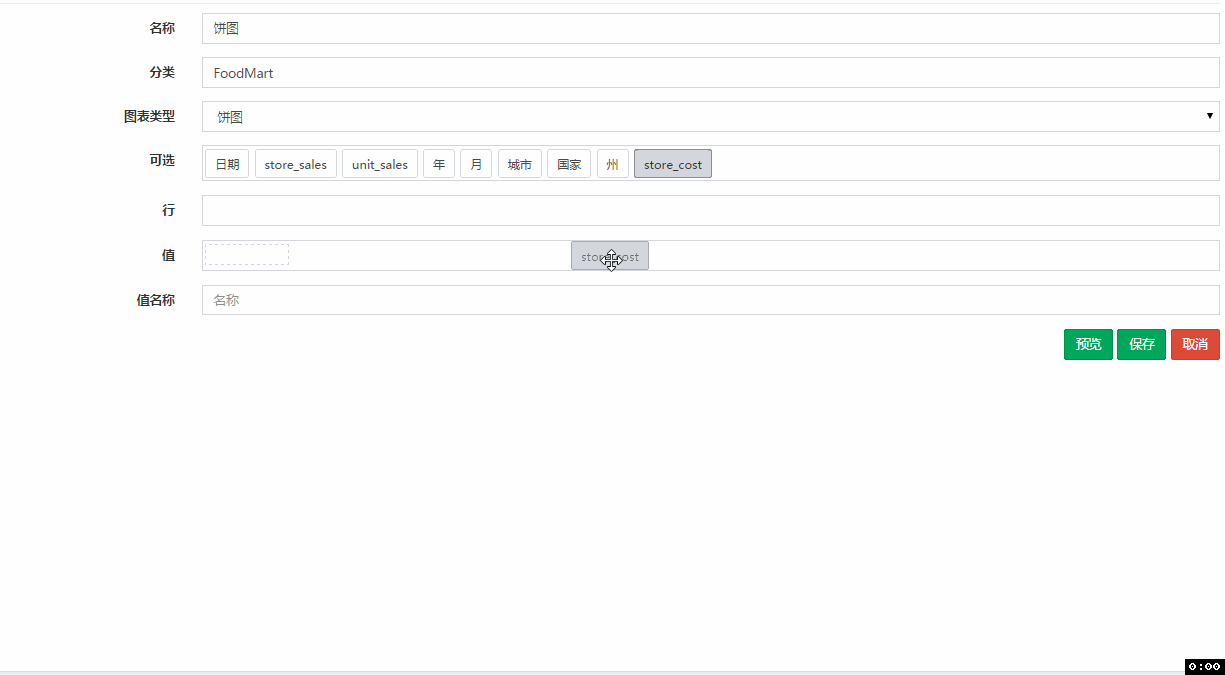 名称 饼图
分类 FoodMart
图表类型 饼图
可选 日期 store_sales unit_sales 年 月 城市 国家 州 store_cost
行
值 store_cost
值名称 名称
预览 保存 取消
0:00